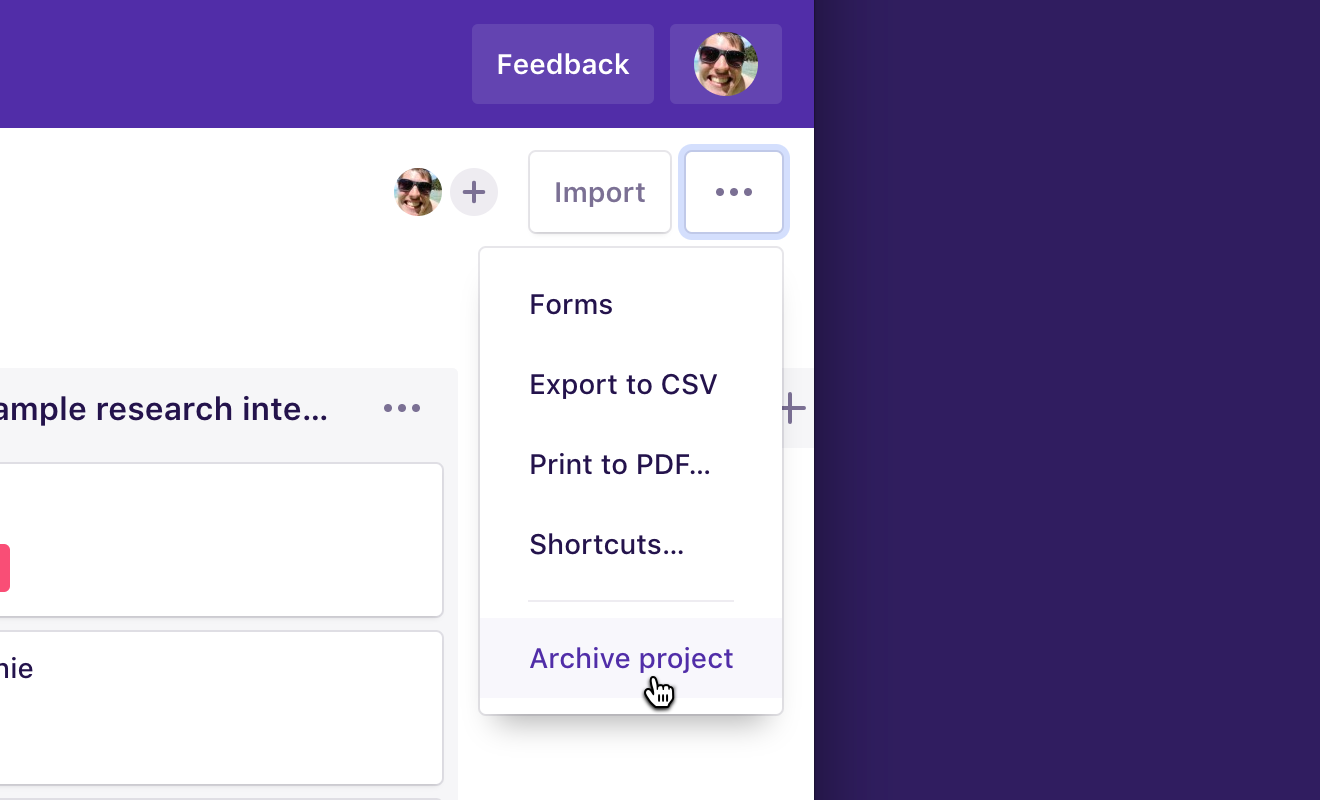 Feedback
Import
Forms
Export to CSV
ample research inte...
Print to PDF...
Shortcuts...
Archive project
nie